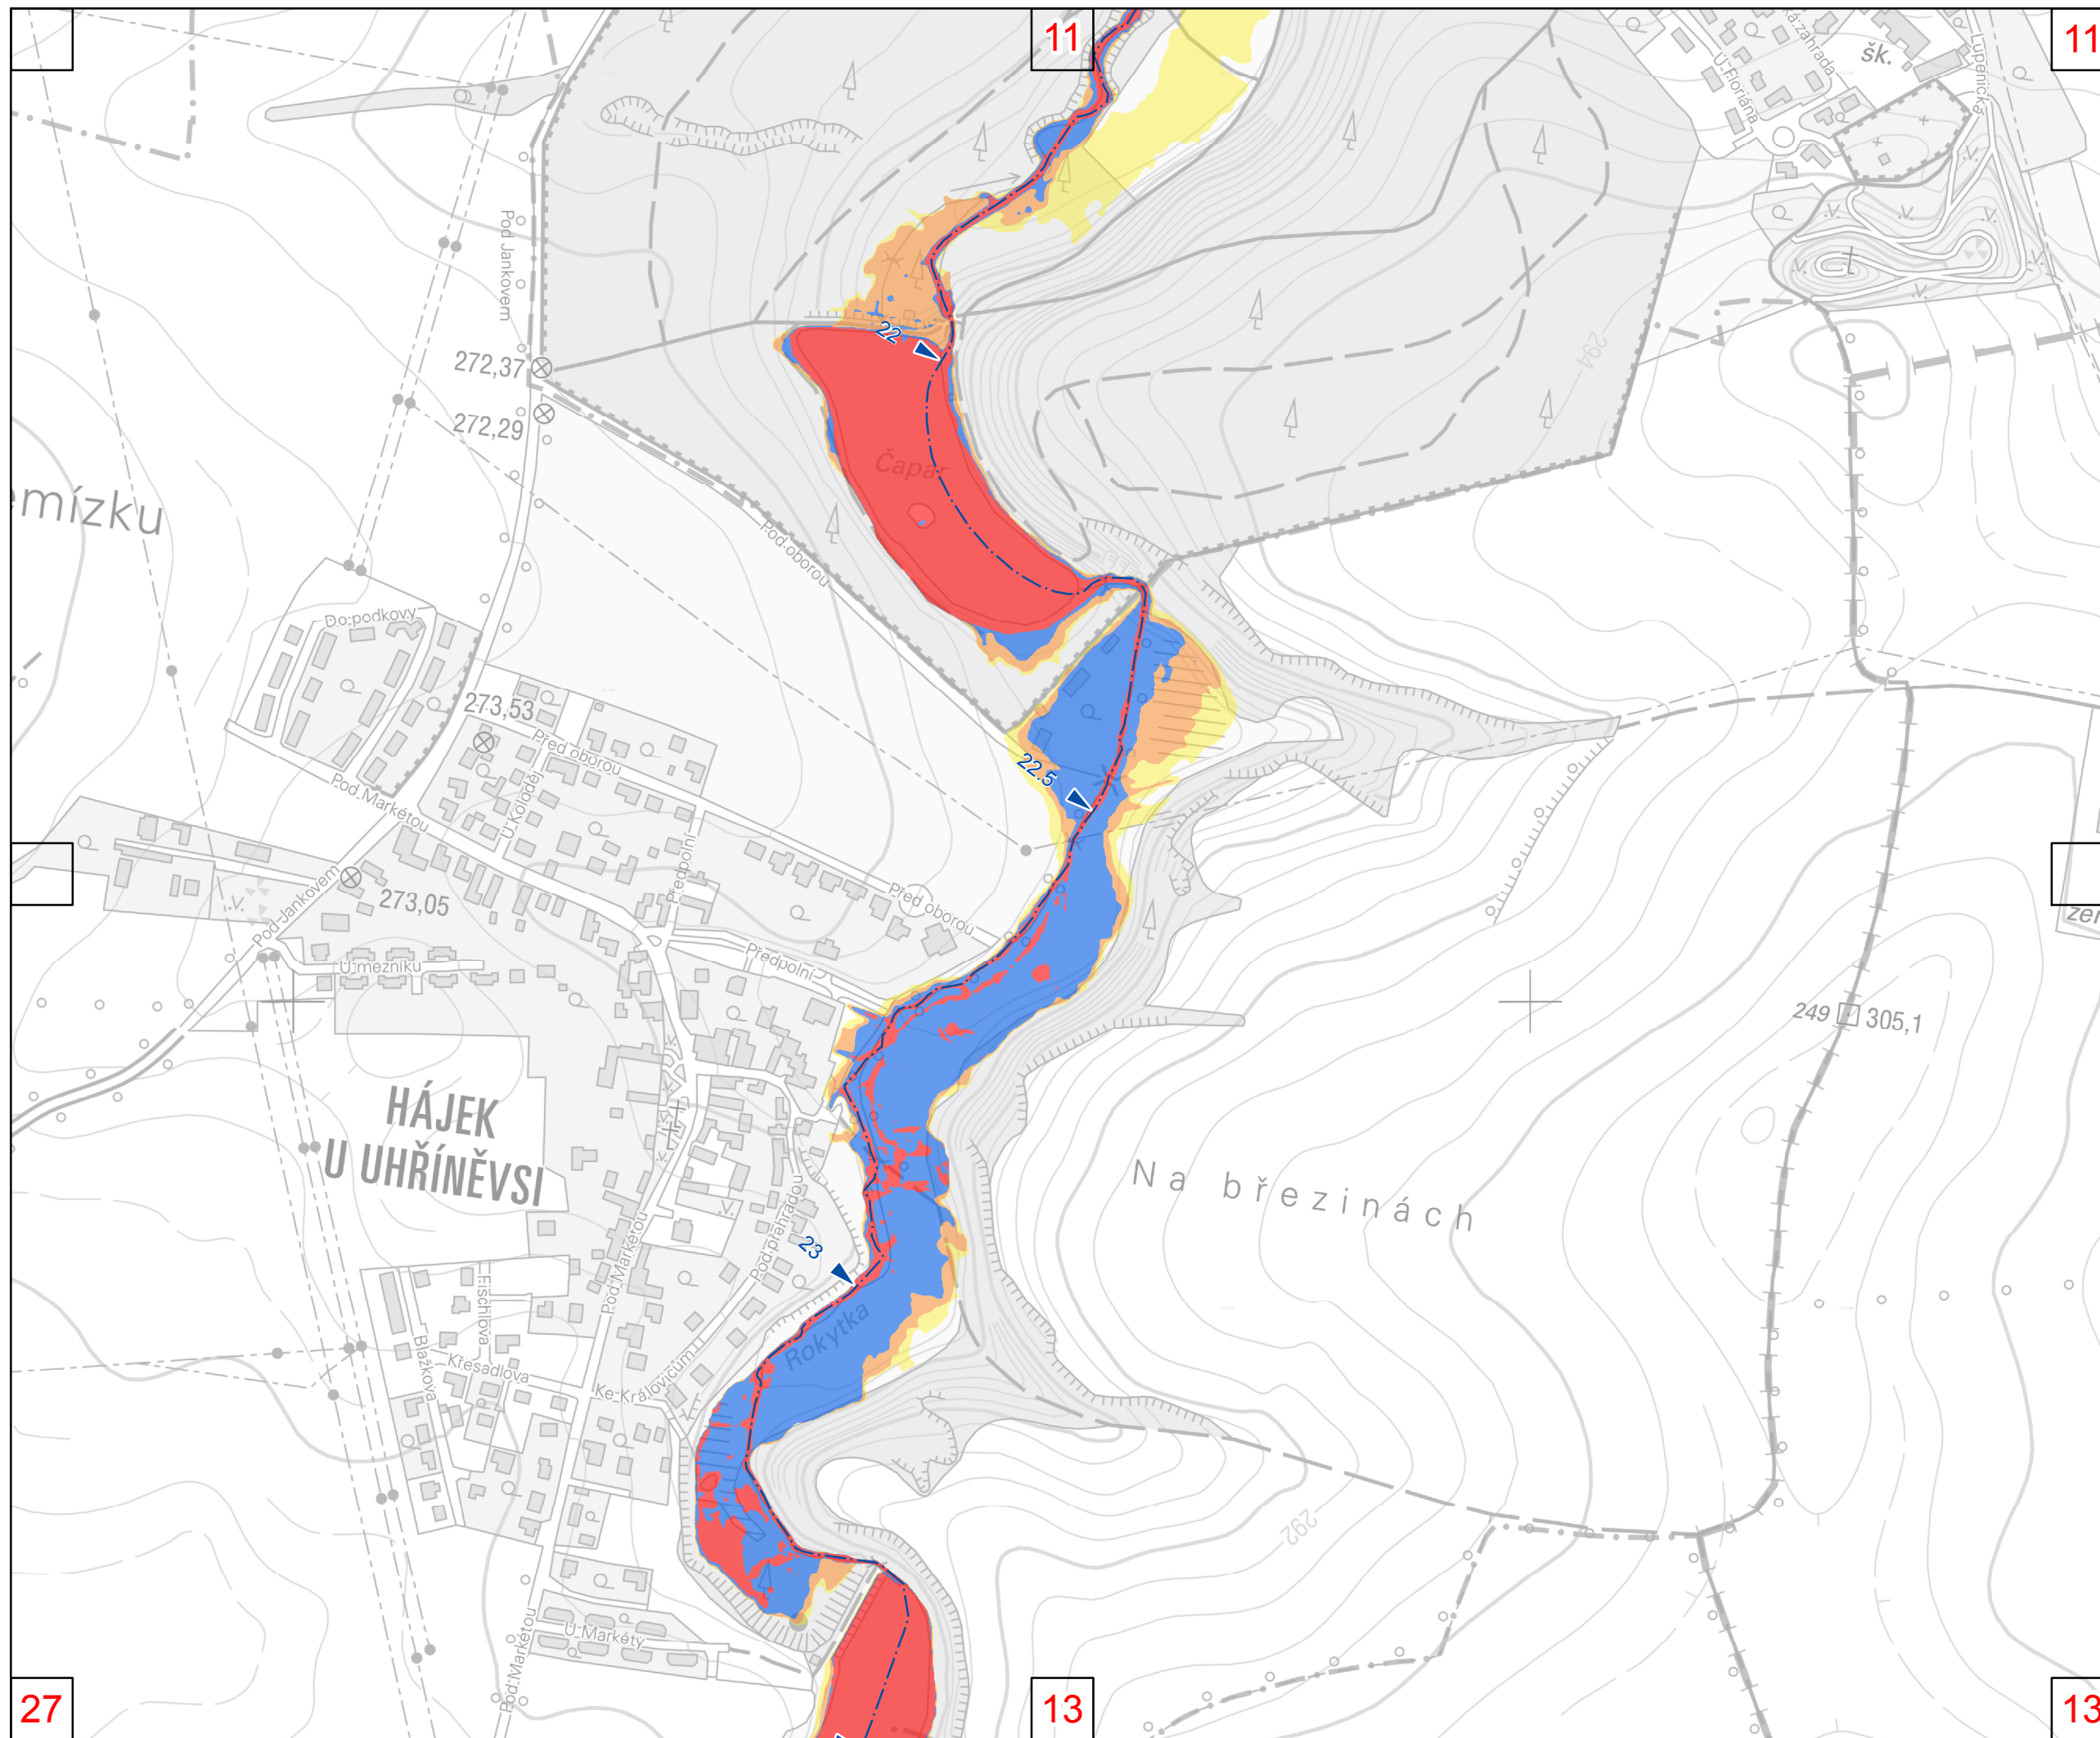 11
11
šk.
U Floriána
Lupenická
Pod Jankovem
22
272,37
272,29
294
Čapár
emízku
Pod oborou
Do podkovy
273,53
Před oborou
22.5
Pod Markétou
U Koloděj
Předpolní
273,05
Před oborou
Pod Jankovem
U mezníku
Předpolní
249
305,1
HÁJEK
U UHŘÍNĚVSI
Na březinách
Pod přehradou
23
Pod Markétou
Fischlova
Rokytka
Blažkova
Křesadlova
Ke Královicům
292
U Markéty
Pod Markétou
27
13
13